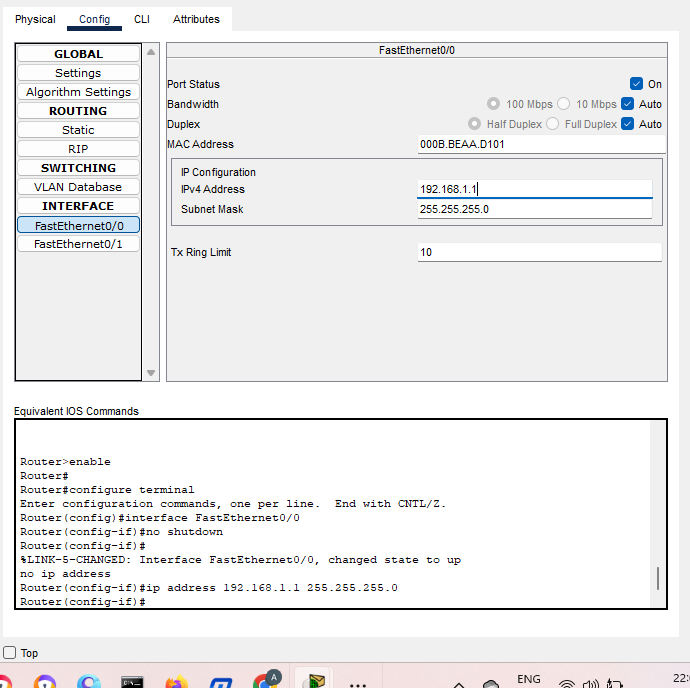 Physical Config CLI Attributes
FastEthernet0/0
GLOBAL
Settings
Algorithm Settings
ROUTING
Static
RIP
SWITCHING
VLAN Database
INTERFACE
FastEthernet0/0
FastEthernet0/1
Port Status On
Bandwidth 100 Mbps 10 Mbps Auto
Duplex Half Duplex Full Duplex Auto
MAC Address 000B.BEAA.D101
IP Configuration
IPv4 Address 192.168.1.1
Subnet Mask 255.255.255.0
Tx Ring Limit 10
Equivalent IOS Commands
Router>enable
Router#
Router#configure terminal
Enter configuration commands, one per line.  End with CNTL/Z.
Router(config)#interface FastEthernet0/0
Router(config-if)#no shutdown
Router(config-if)#
%LINK-5-CHANGED: Interface FastEthernet0/0, changed state to up
no ip address
Router(config-if)#ip address 192.168.1.1 255.255.255.0
Router(config-if)#
Top
A
ENG